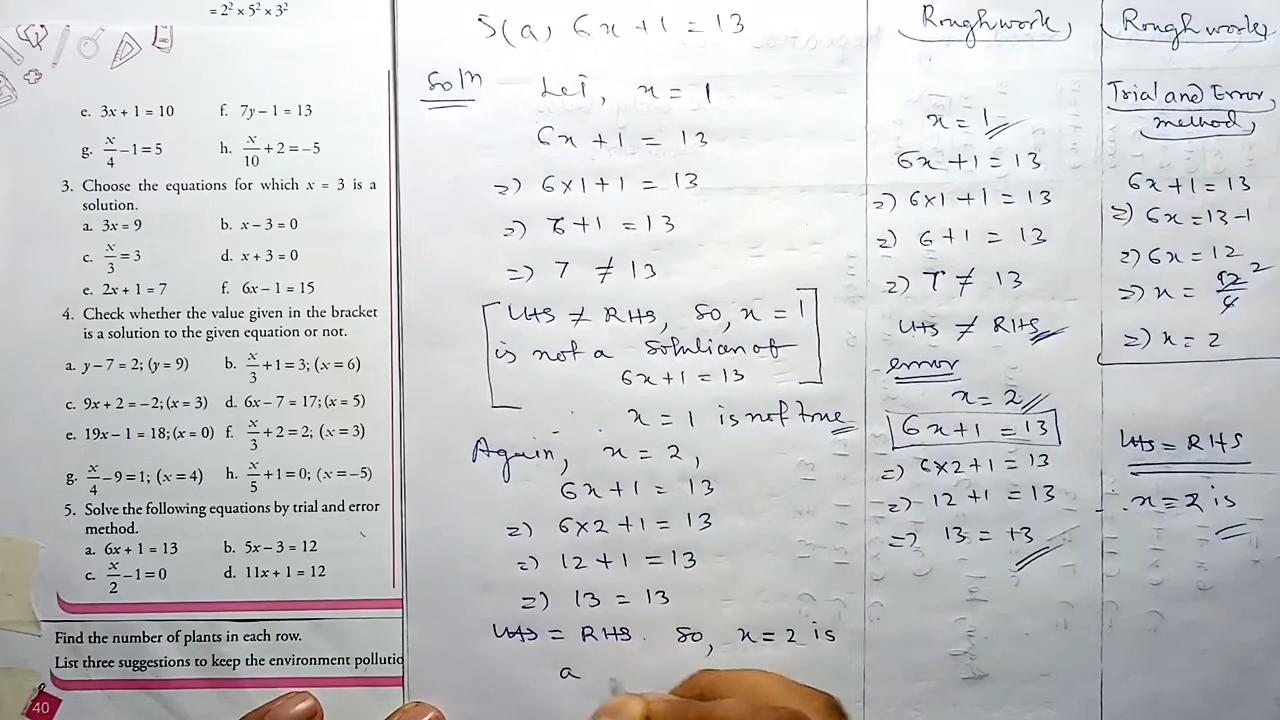 = 2² × 5² × 3²
e. 3x + 1 = 10 f. 7y – 1 = 13
g. x/4 – 1 = 5 h. x/10 + 2 = –5
3. Choose the equations for which x = 3 is a
solution.
a. 3x = 9 b. x – 3 = 0
c. x/3 = 3 d. x + 3 = 0
e. 2x + 1 = 7 f. 6x – 1 = 15
4. Check whether the value given in the bracket
is a solution to the given equation or not.
a. y – 7 = 2; (y = 9) b. x/3 + 1 = 3; (x = 6)
c. 9x + 2 = –2; (x = 3) d. 6x – 7 = 17; (x = 5)
e. 19x – 1 = 18; (x = 0) f. x/3 + 2 = 2; (x = 3)
g. x/4 – 9 = 1; (x = 4) h. x/5 + 1 = 0; (x = –5)
5. Solve the following equations by trial and error
method.
a. 6x + 1 = 13 b. 5x – 3 = 12
c. x/2 – 1 = 0 d. 11x + 1 = 12
Find the number of plants in each row.
List three suggestions to keep the environment pollutio
40
5(a) 6x + 1 = 13
Soln Let, x = 1
6x + 1 = 13
=) 6×1 + 1 = 13
=) 6 + 1 = 13
=) 7 ≠ 13
LHS ≠ RHS, So, x = 1
is not a solution of
6x + 1 = 13
∴ x = 1 is not true
Again, x = 2,
6x + 1 = 13
=) 6×2 + 1 = 13
=) 12 + 1 = 13
=) 13 = 13
LHS = RHS. So, x = 2 is
a
Rough work
x = 1
6x + 1 = 13
=) 6×1 + 1 = 13
=) 6 + 1 = 13
=) 7 ≠ 13
LHS ≠ RHS
error
x = 2
6x + 1 = 13
=) 6×2 + 1 = 13
=) 12 + 1 = 13
=) 13 = 13
Rough work
Trial and Error
method
6x + 1 = 13
=) 6x = 13 - 1
=) 6x = 12
=) x = 12/6 2
=) x = 2
LHS = RHS
∴ x = 2 is